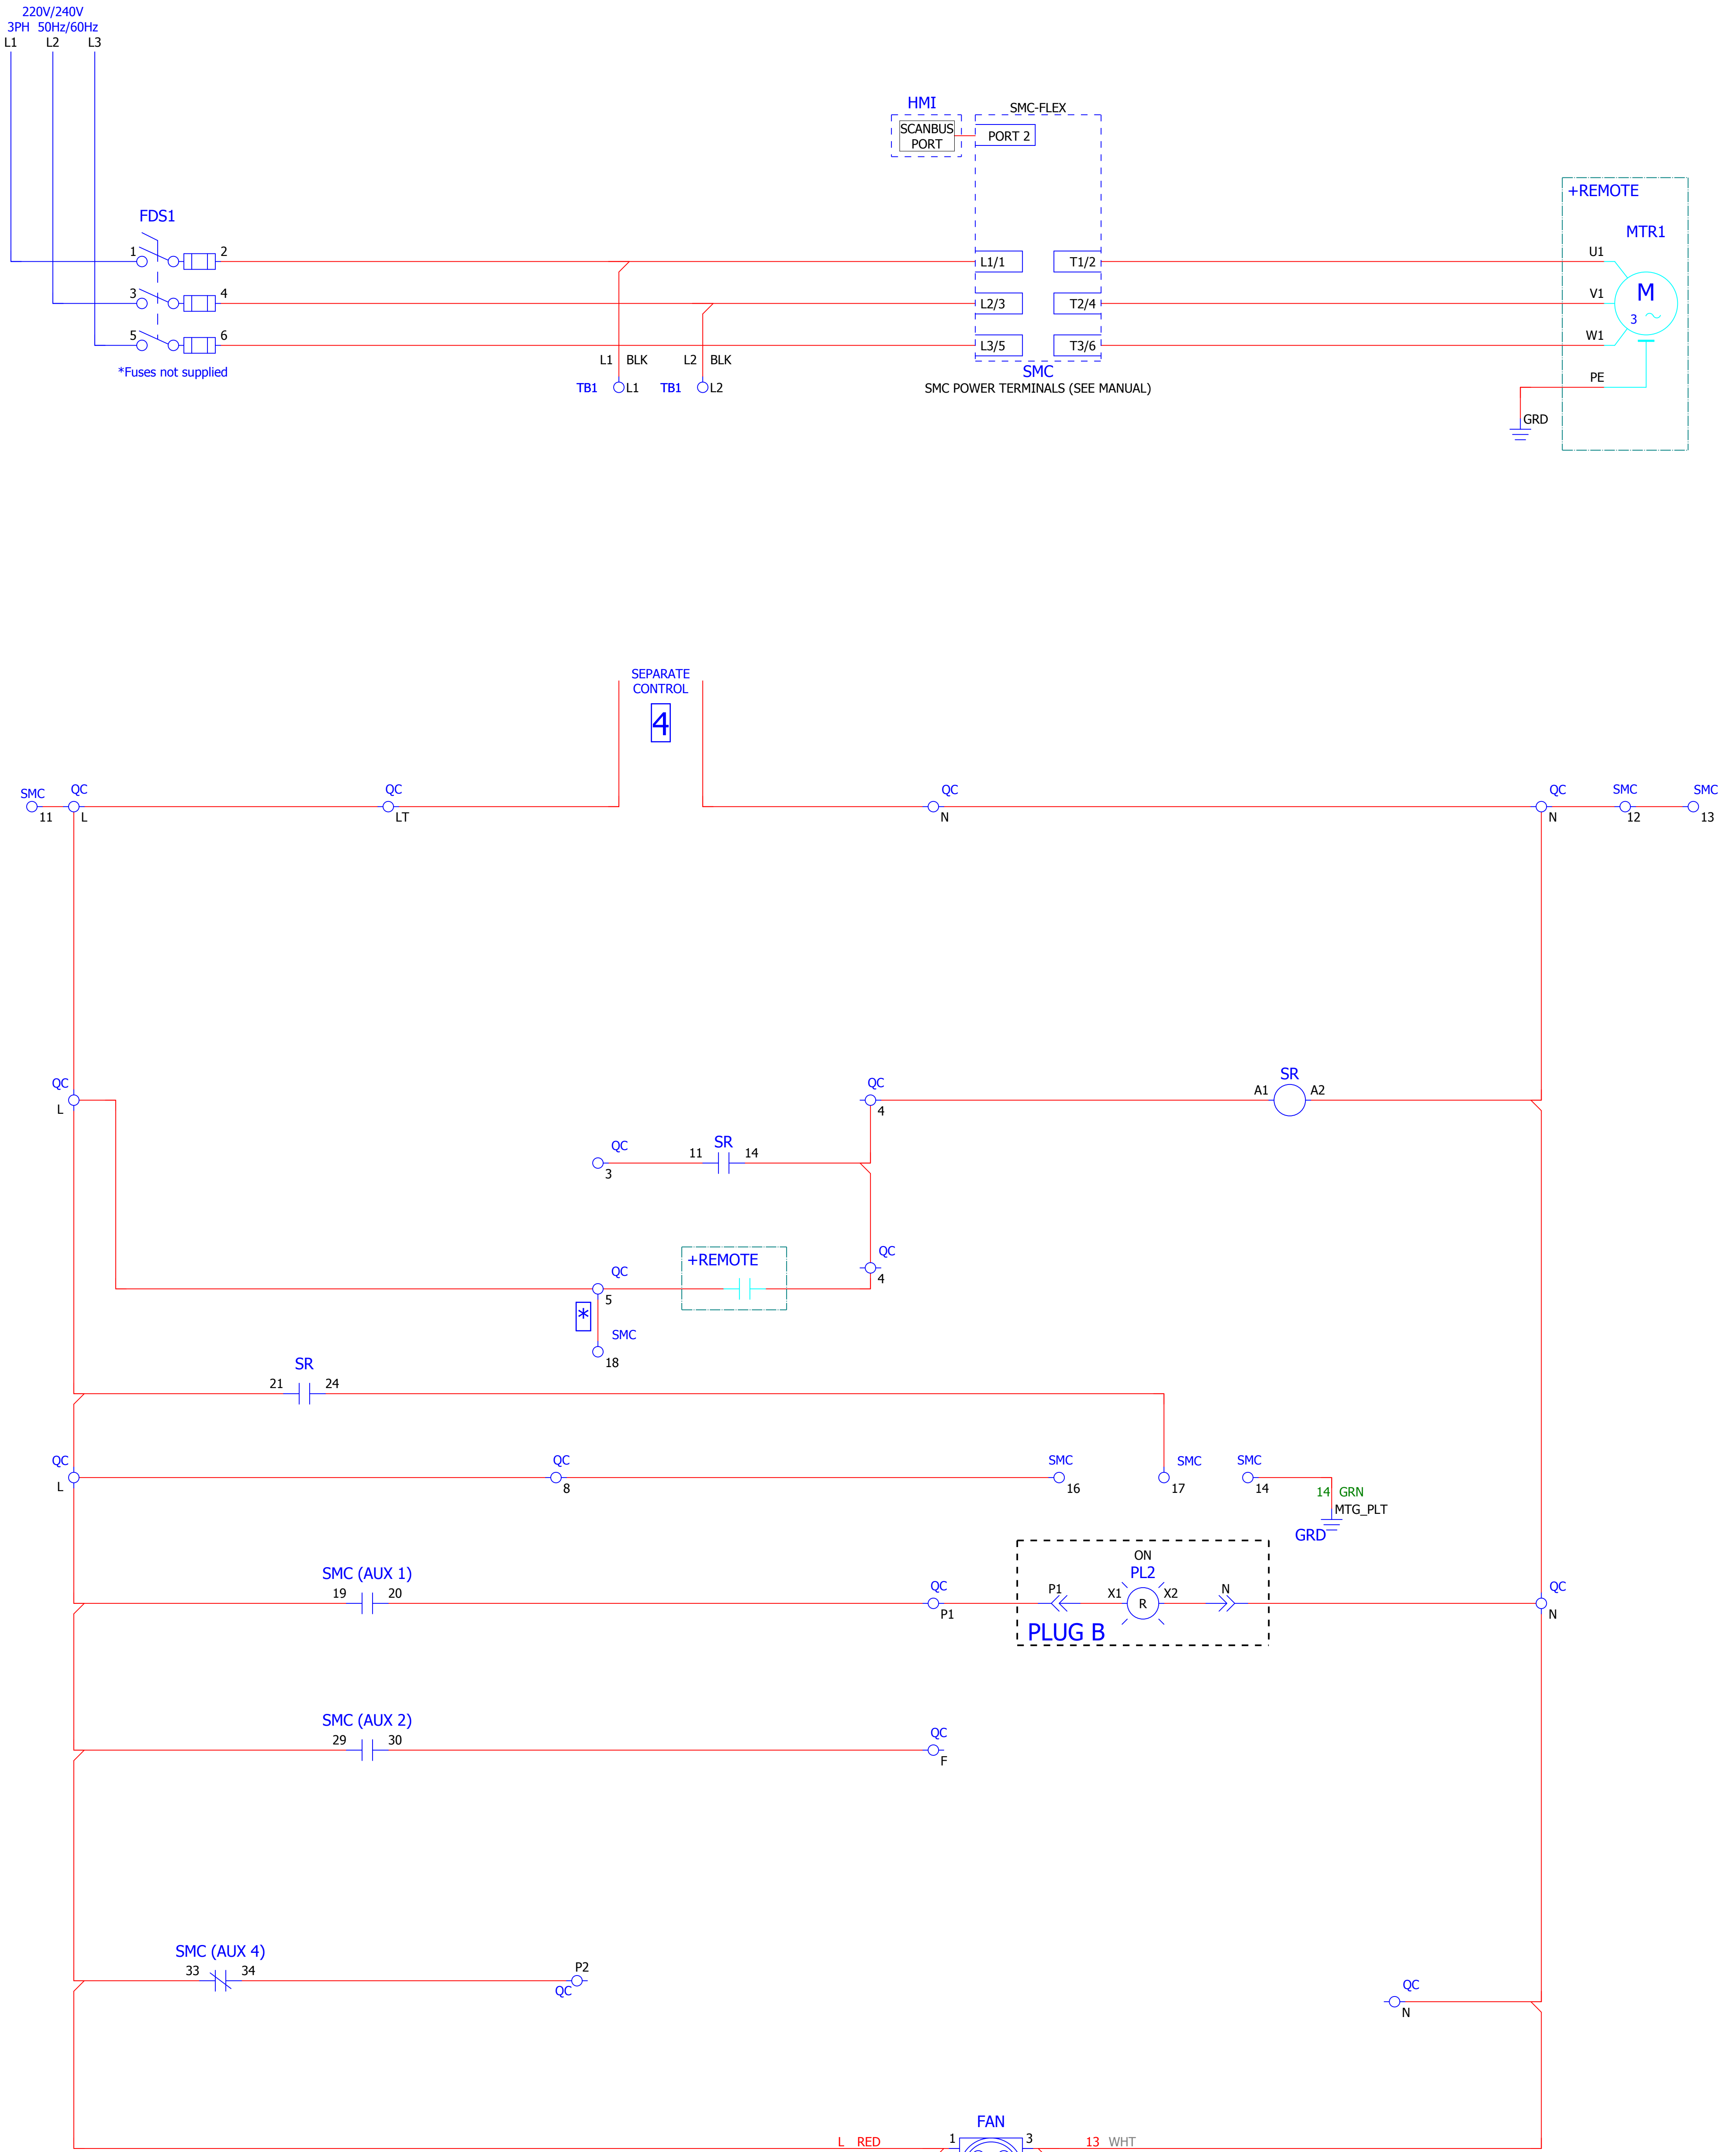 220V/240V
3PH 50Hz/60Hz
L1 L2 L3
HMI
SMC-FLEX
SCANBUS
PORT
PORT 2
+REMOTE
FDS1
MTR1
1 2
L1/1 T1/2
U1
3 4
L2/3 T2/4
V1
M
3
5 6
L3/5 T3/6
W1
L1 BLK L2 BLK
*Fuses not supplied
SMC
PE
TB1 L1 TB1 L2
SMC POWER TERMINALS (SEE MANUAL)
GRD
SEPARATE
CONTROL
4
SMC QC QC QC QC SMC SMC
11 L LT N N 12 13
SR
QC QC A1 A2
L 4
QC SR
11 14
3
QC
+REMOTE
QC 4
5
*
SMC
18
SR
21 24
QC QC SMC SMC SMC
L 8 16 17 14
14 GRN
MTG_PLT
GRD
ON
SMC (AUX 1) PL2
19 20 QC P1 X1 R X2 N QC
P1 N
PLUG B
SMC (AUX 2)
29 30 QC
F
SMC (AUX 4)
33 34 P2
QC QC
N
FAN
L RED 1 3 13 WHT